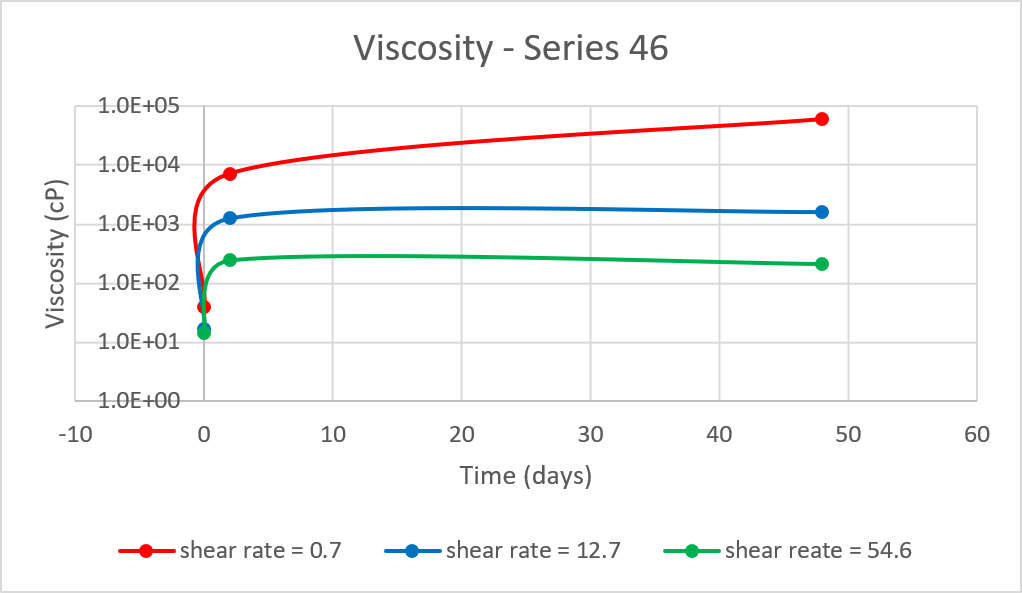 Viscosity - Series 46
1.0E+05
1.0E+04
1.0E+03
1.0E+02
1.0E+01
1.0E+00
Viscosity (cP)
-10 0 10 20 30 40 50 60
Time (days)
shear rate = 0.7 shear rate = 12.7 shear reate = 54.6